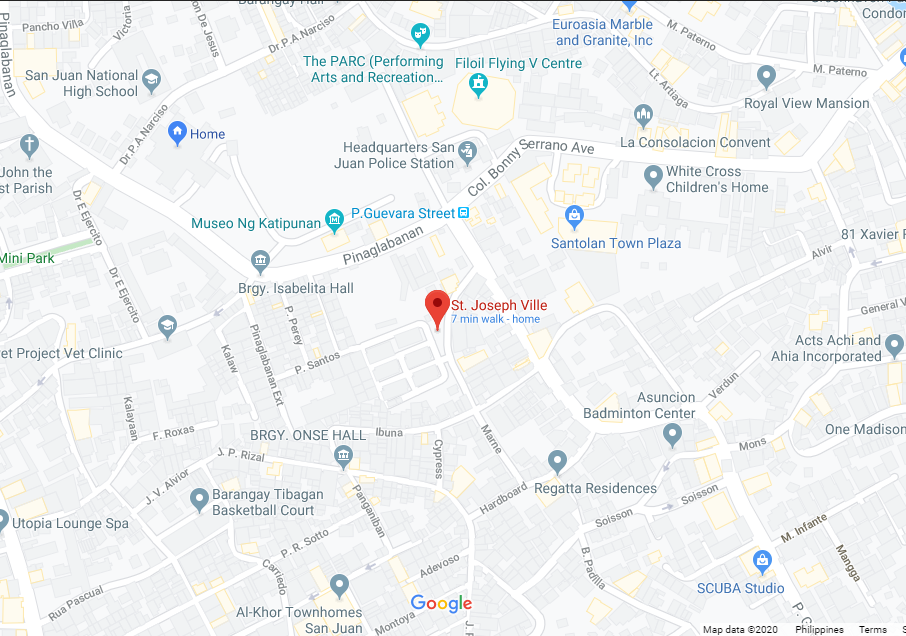 Barangay Hall
Pancho Villa
Victoria
Don De Jesus
Pinaglabanan
Dr.P.A.Narciso
Euroasia Marble
and Granite, Inc
M. Paterno
Condon
The PARC (Performing
Arts and Recreation...
Filoil Flying V Centre
San Juan National
High School
Lt. Artiaga
M. Paterno
Royal View Mansion
Dr.P.A.Narciso
Home
La Consolacion Convent
Headquarters San
Juan Police Station
Col. Bonny Serrano Ave
John the
st Parish
White Cross
Children's Home
Dr E Ejercito
Museo Ng Katipunan
P.Guevara Street
Pinaglabanan
Santolan Town Plaza
81 Xavier
Alvir
Mini Park
Brgy. Isabelita Hall
Dr E. Ejercito
St. Joseph Ville
7 min walk - home
General V
P. Perey
Pinaglabanan Ext
Kalaw
et Project Vet Clinic
P. Santos
Acts Achi and
Ahia Incorporated
Verdun
Asuncion
Badminton Center
Kalayaan
F. Roxas
BRGY. ONSE HALL
Ibuna
Cypress
Marne
Mons
One Madison
J. P. Rizal
J. V. Alvior
Barangay Tibagan
Basketball Court
Panganiban
Hardboard
Regatta Residences
Soissons
Soisson
M. Infante
Mangga
Utopia Lounge Spa
P. R. Sotto
Carriedo
Adevoso
B. Padilla
SCUBA Studio
Rua Pascual
Al-Khor Townhomes
San Juan
Montoya
J. P. Rizal
Google
P. G
Map data ©2020 Philippines Terms S